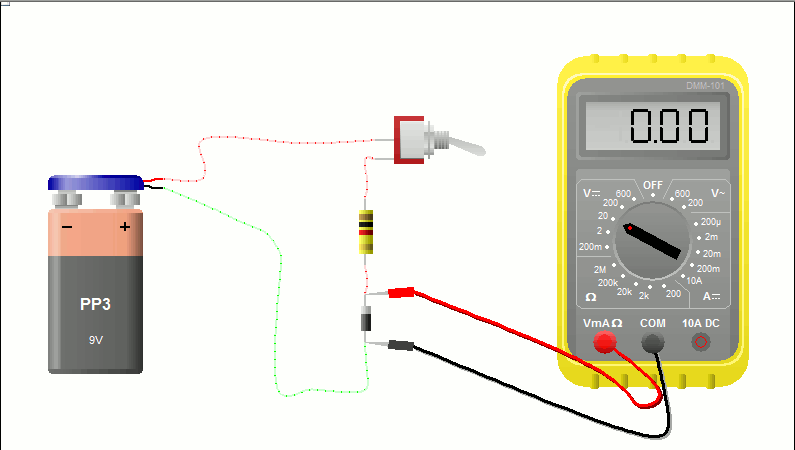 DMM-101
0.00
OFF
V⎓ 600 600 V~
200 200
20 200µ
2 2m
200m 20m
2M 200m
200k 10A
20k 2k 200
Ω A⎓
VmAΩ COM 10A DC
− +
PP3
9V